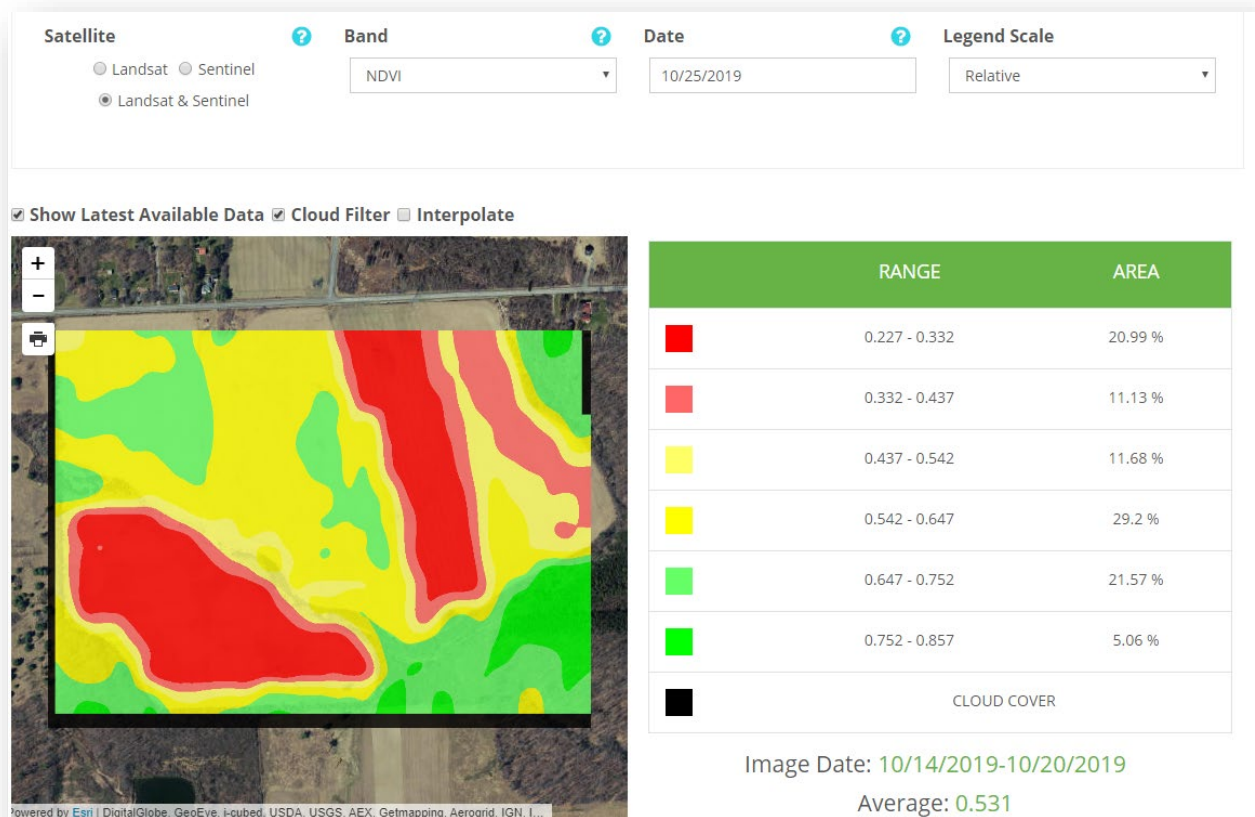 Satellite
Landsat Sentinel
Landsat & Sentinel
Band
NDVI
Date
10/25/2019
Legend Scale
Relative
Show Latest Available Data Cloud Filter Interpolate
+
−
RANGE AREA
0.227 - 0.332 20.99 %
0.332 - 0.437 11.13 %
0.437 - 0.542 11.68 %
0.542 - 0.647 29.2 %
0.647 - 0.752 21.57 %
0.752 - 0.857 5.06 %
CLOUD COVER
Image Date: 10/14/2019-10/20/2019
Average: 0.531
Powered by Esri | DigitalGlobe, GeoEye, i-cubed, USDA, USGS, AEX, Getmapping, Aerogrid, IGN, I...